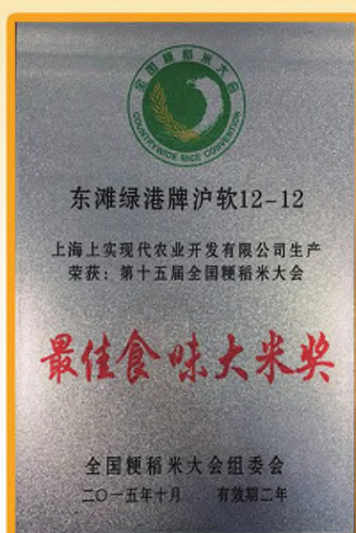 全国粳稻米大会
COUNTRYWIDE RICE CONVENTION
东滩绿港牌沪软12-12
上海上实现代农业开发有限公司生产
荣获：第十五届全国粳稻米大会
最佳食味大米奖
全国粳稻米大会组委会
二〇一五年十月 有效期二年